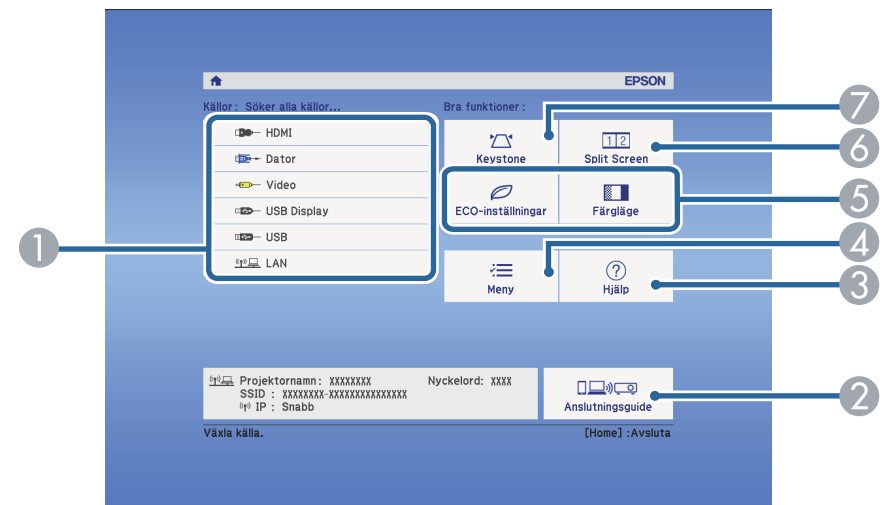 EPSON
Källor: Söker alla källor...
HDMI
Dator
Video
USB Display
USB
LAN
Bra funktioner:
Keystone
1 2
Split Screen
ECO-inställningar
Färgläge
Meny
?
Hjälp
Projektornamn: XXXXXXXX Nyckelord: XXXX
SSID : XXXXXXXX-XXXXXXXXXXXXXXX
IP : Snabb
Anslutningsguide
Växla källa. [Home] :Avsluta
1
7
6
5
4
3
2